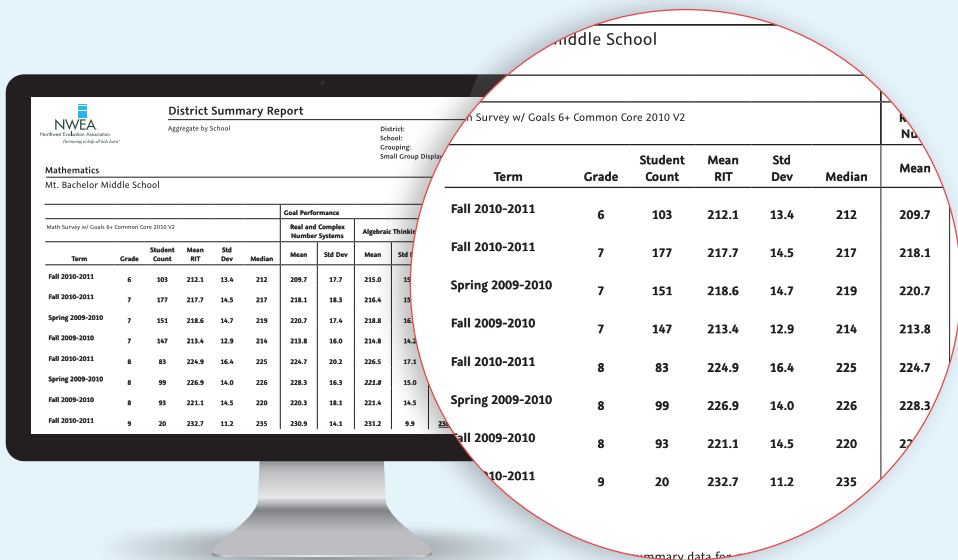 NWEA
Northwest Evaluation Association
Partnering to help all kids learn
District Summary Report
Aggregate by School
District:
School:
Grouping:
Small Group Display
Mathematics
Mt. Bachelor Middle School
Goal Performance
Math Survey w/ Goals 6+ Common Core 2010 V2
Real and Complex Number Systems
Algebraic
Term Grade Student Count Mean RIT Std Dev Median Mean Std Dev Mean Std
Fall 2010-2011 6 103 212.1 13.4 212 209.7 17.7 215.0
Fall 2010-2011 7 177 217.7 14.5 217 218.1 18.3 216.4
Spring 2009-2010 7 151 218.6 14.7 219 220.7 17.4 218.8
Fall 2009-2010 7 147 213.4 12.9 214 213.8 16.0 214.8 14.2
Fall 2010-2011 8 83 224.9 16.4 225 224.7 20.2 226.5 17.1
Spring 2009-2010 8 99 226.9 14.0 226 228.3 16.3 221.8 15.0
Fall 2009-2010 8 93 221.1 14.5 220 220.3 18.1 221.4 14.5
Fall 2010-2011 9 20 232.7 11.2 235 230.9 14.1 231.2 9.9
Middle School
Survey w/ Goals 6+ Common Core 2010 V2
Term Grade Student Count Mean RIT Std Dev Median Mean
Fall 2010-2011 6 103 212.1 13.4 212 209.7
Fall 2010-2011 7 177 217.7 14.5 217 218.1
Spring 2009-2010 7 151 218.6 14.7 219 220.7
Fall 2009-2010 7 147 213.4 12.9 214 213.8
Fall 2010-2011 8 83 224.9 16.4 225 224.7
Spring 2009-2010 8 99 226.9 14.0 226 228.3
Fall 2009-2010 8 93 221.1 14.5 220
10-2011 9 20 232.7 11.2 235
summary data for